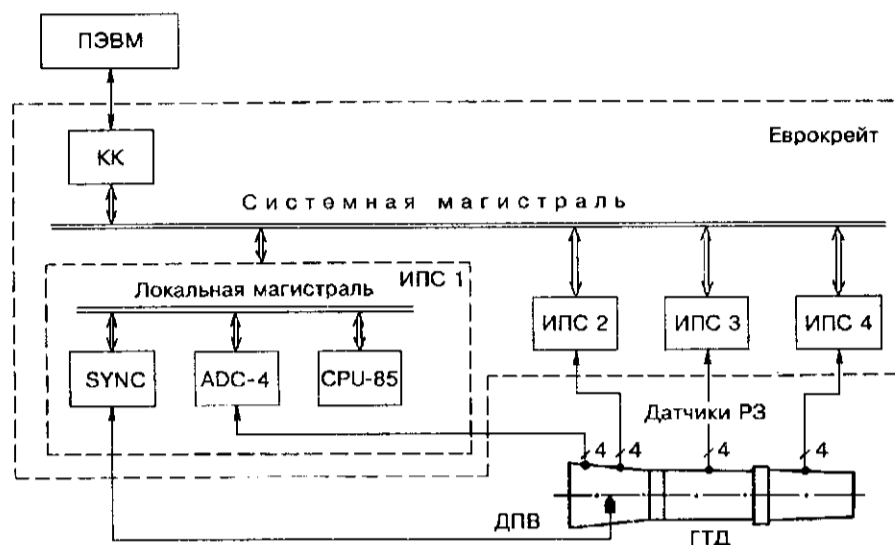 ПЭВМ
Еврокрейт
КК
Системная магистраль
ИПС 1
Локальная магистраль
ИПС 2
ИПС 3
ИПС 4
SYNC
ADC-4
CPU-85
Датчики РЗ
4
4
4
4
ДПВ
ГТД